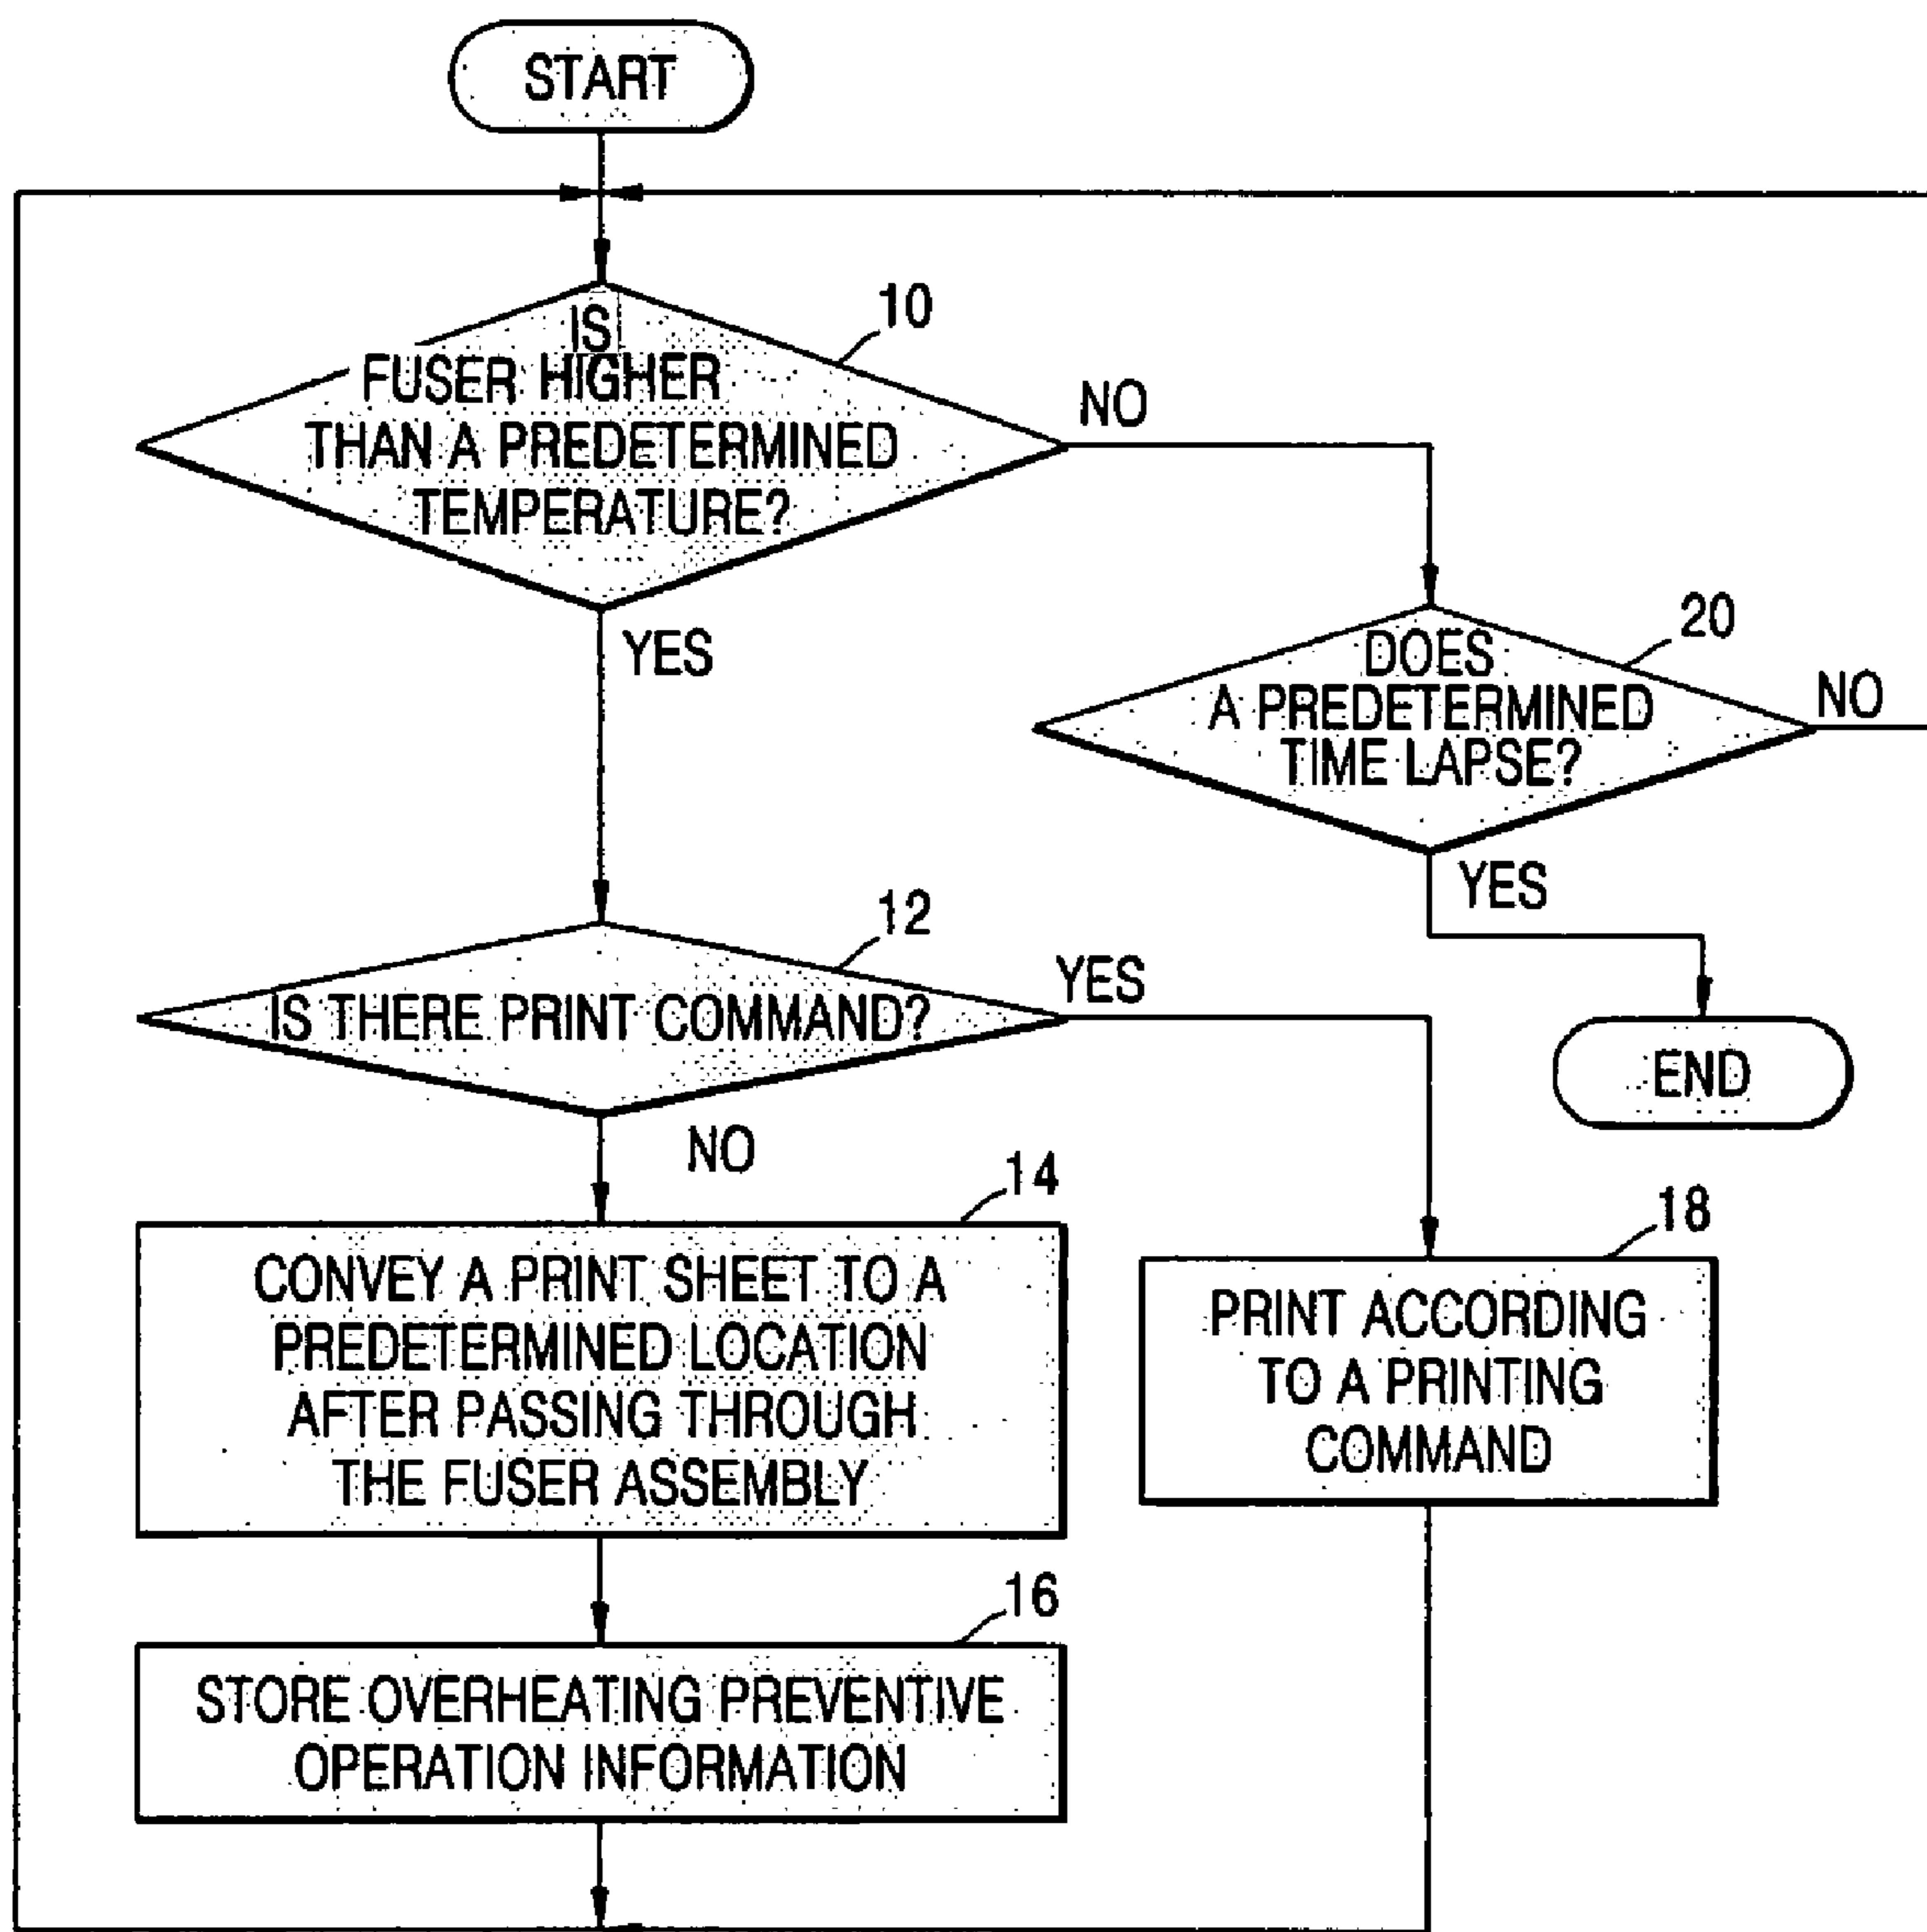 START
10
IS
FUSER HIGHER
THAN A PREDETERMINED
TEMPERATURE?
NO
YES
20
DOES
A PREDETERMINED
TIME LAPSE?
NO
YES
END
12
IS THERE PRINT COMMAND?
YES
NO
14
CONVEY A PRINT SHEET TO A
PREDETERMINED LOCATION
AFTER PASSING THROUGH
THE FUSER ASSEMBLY
18
PRINT ACCORDING
TO A PRINTING
COMMAND
16
STORE OVERHEATING PREVENTIVE
OPERATION INFORMATION